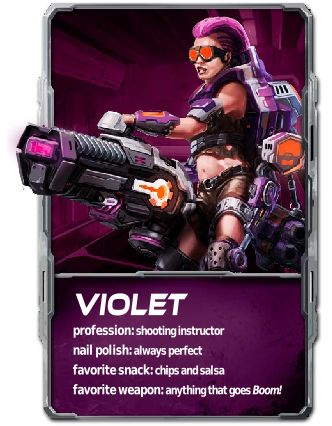 VIOLET
profession: shooting instructor
nail polish: always perfect
favorite snack: chips and salsa
favorite weapon: anything that goes Boom!